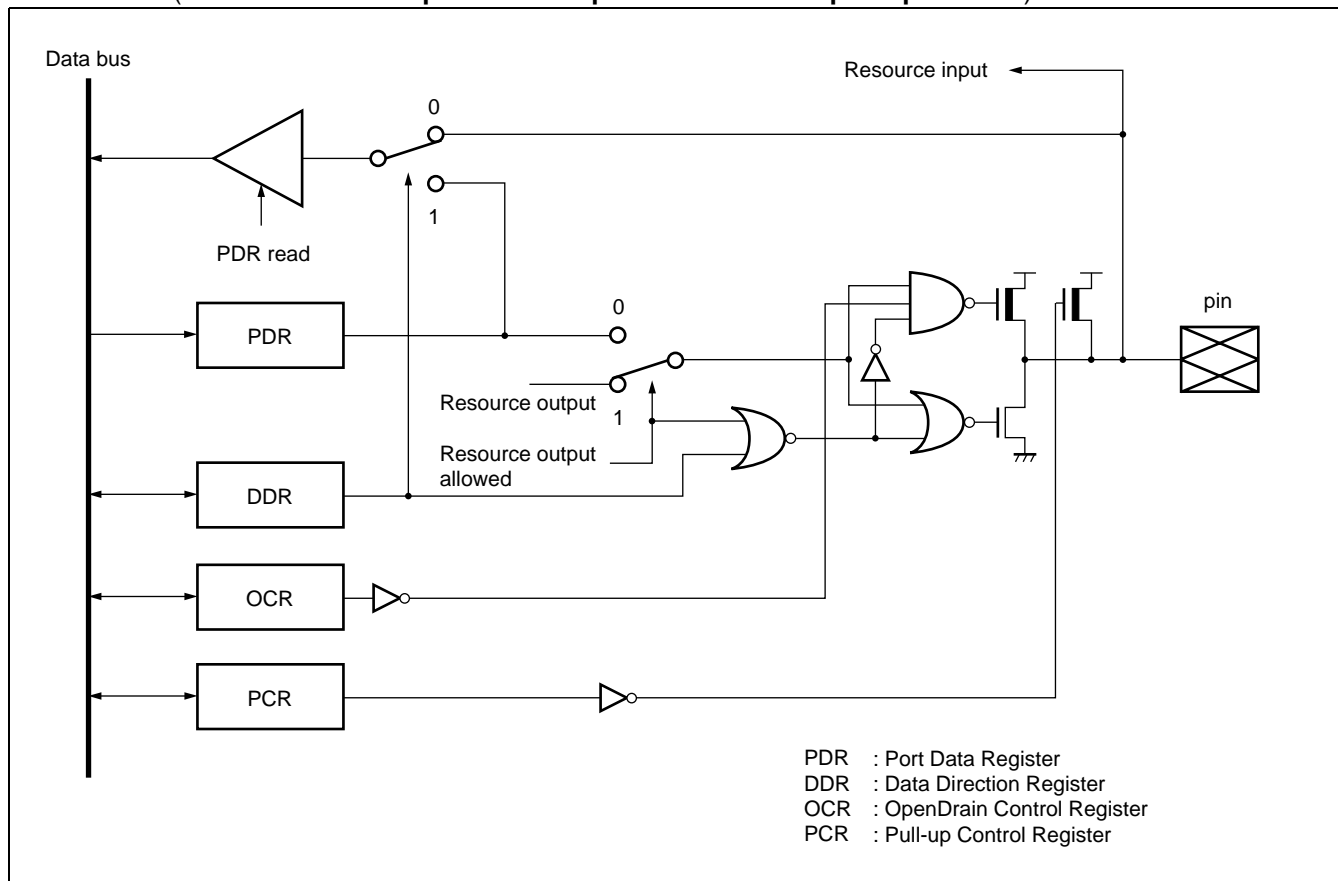 Data bus
Resource input
0
1
PDR read
pin
0
PDR
Resource output
1
Resource output
allowed
DDR
OCR
PCR
PDR : Port Data Register
DDR : Data Direction Register
OCR : OpenDrain Control Register
PCR : Pull-up Control Register